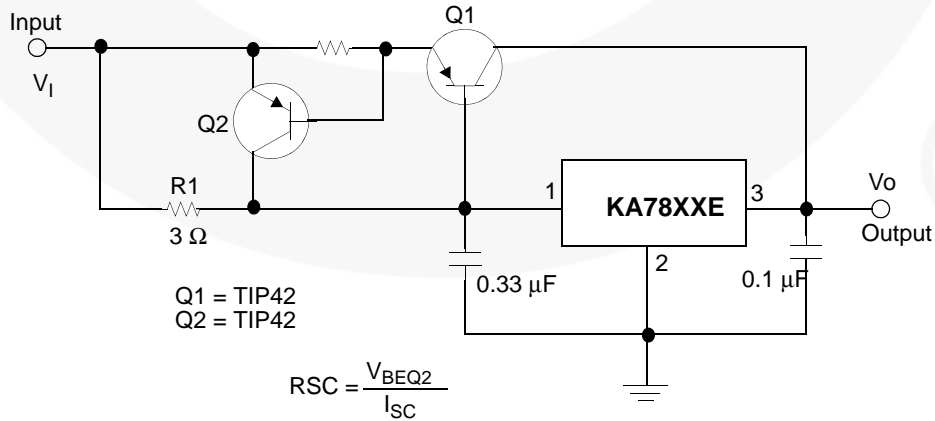 Input
V_I
Q1
Q2
R1
3 Ω
1
KA78XXE
3
2
Vo
Output
0.33 μF
0.1 μF
Q1 = TIP42
Q2 = TIP42
RSC = V_BEQ2 / I_SC